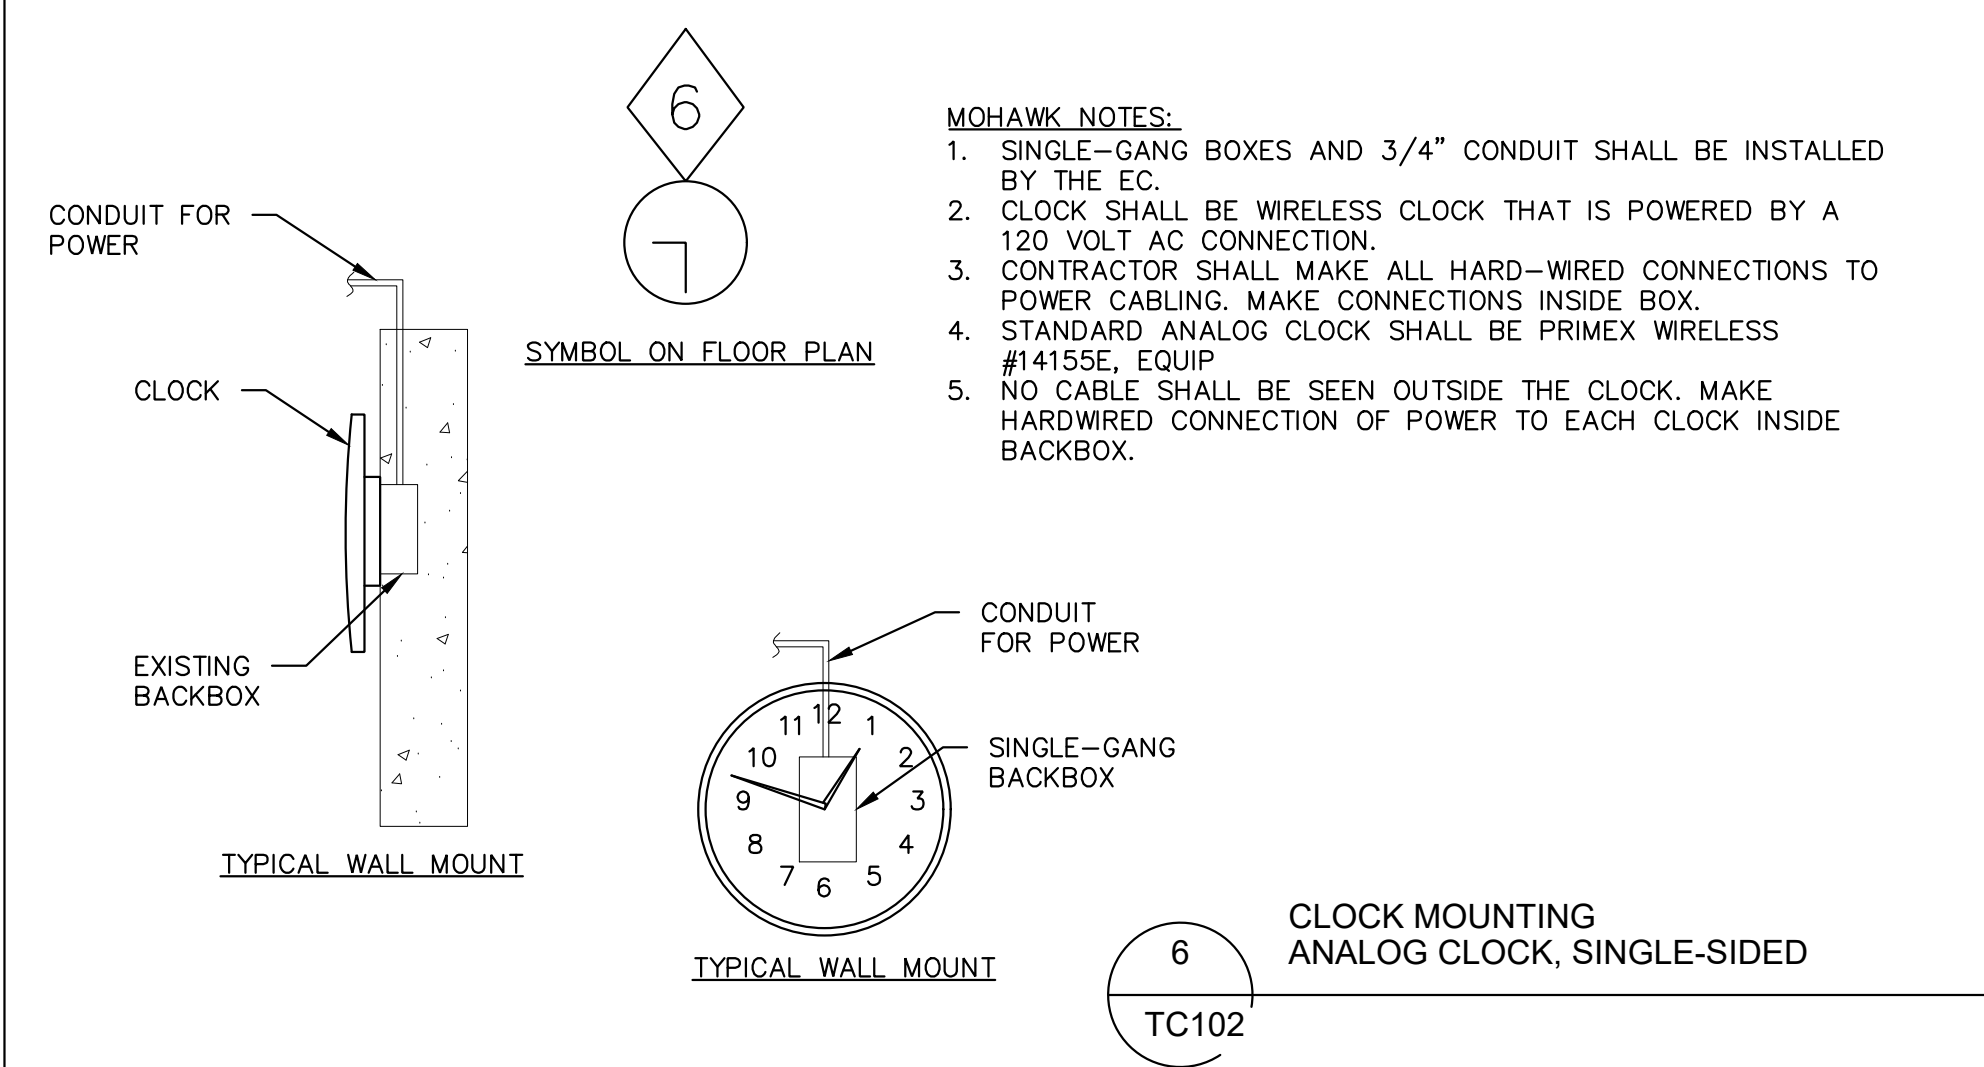 6
SYMBOL ON FLOOR PLAN
MOHAWK NOTES:
1. SINGLE-GANG BOXES AND 3/4” CONDUIT SHALL BE INSTALLED
BY THE EC.
2. CLOCK SHALL BE WIRELESS CLOCK THAT IS POWERED BY A
120 VOLT AC CONNECTION.
3. CONTRACTOR SHALL MAKE ALL HARD-WIRED CONNECTIONS TO
POWER CABLING. MAKE CONNECTIONS INSIDE BOX.
4. STANDARD ANALOG CLOCK SHALL BE PRIMEX WIRELESS
#14155E, EQUIP
5. NO CABLE SHALL BE SEEN OUTSIDE THE CLOCK. MAKE
HARDWIRED CONNECTION OF POWER TO EACH CLOCK INSIDE
BACKBOX.
CONDUIT FOR
POWER
CLOCK
EXISTING
BACKBOX
TYPICAL WALL MOUNT
CONDUIT
FOR POWER
SINGLE-GANG
BACKBOX
12
1
2
3
4
5
6
7
8
9
10
11
TYPICAL WALL MOUNT
6
TC102
CLOCK MOUNTING
ANALOG CLOCK, SINGLE-SIDED